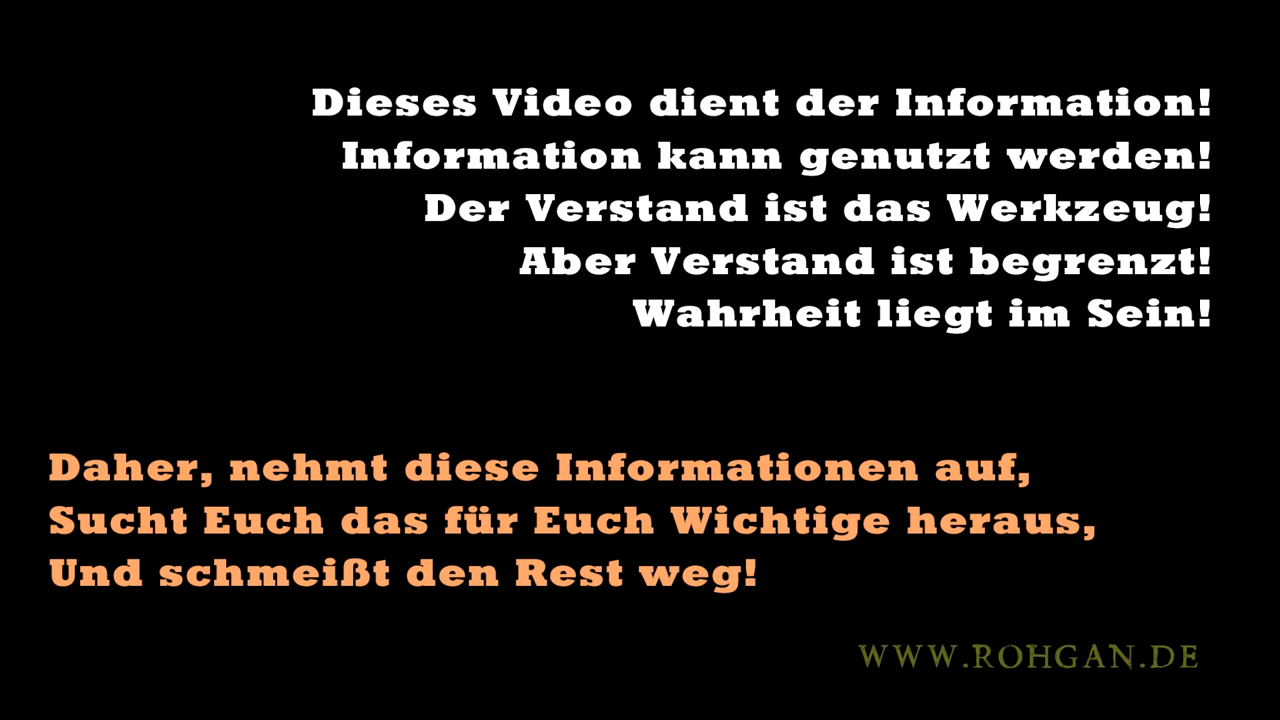 Dieses Video dient der Information!
Information kann genutzt werden!
Der Verstand ist das Werkzeug!
Aber Verstand ist begrenzt!
Wahrheit liegt im Sein!
Daher, nehmt diese Informationen auf,
Sucht Euch das für Euch Wichtige heraus,
Und schmeißt den Rest weg!
WWW.ROHGAN.DE